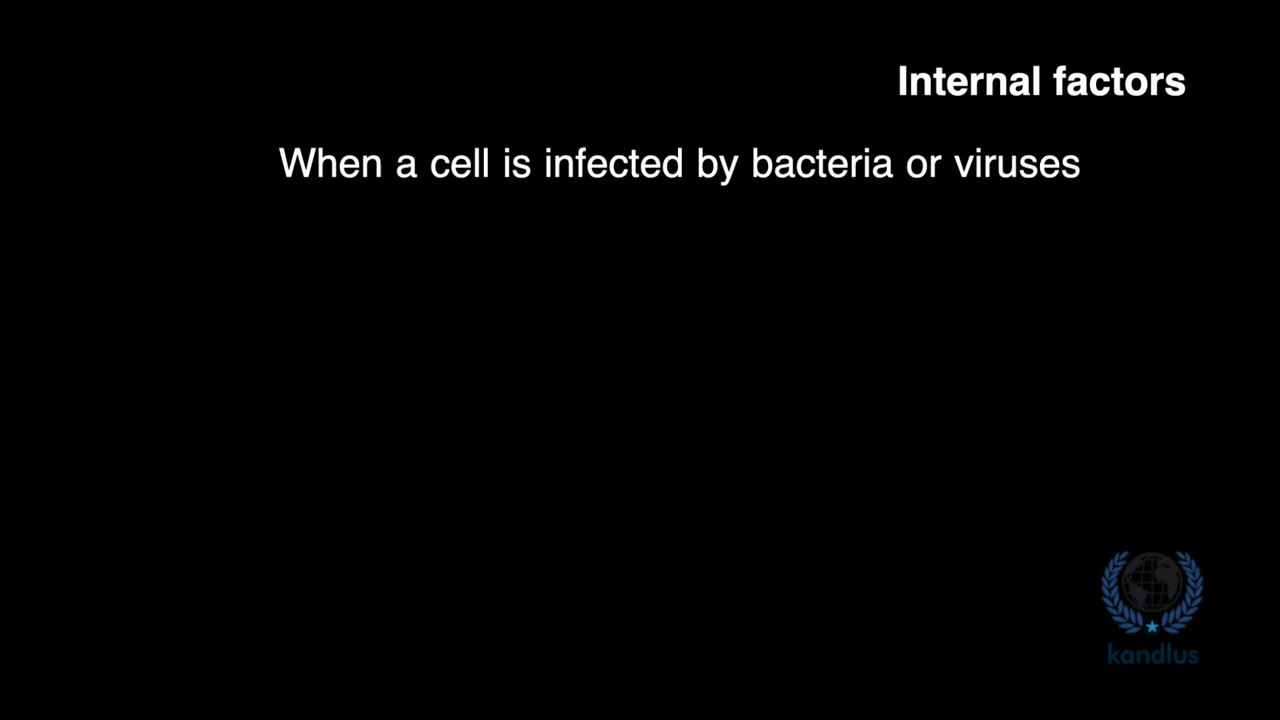 Internal factors
When a cell is infected by bacteria or viruses
kandlus